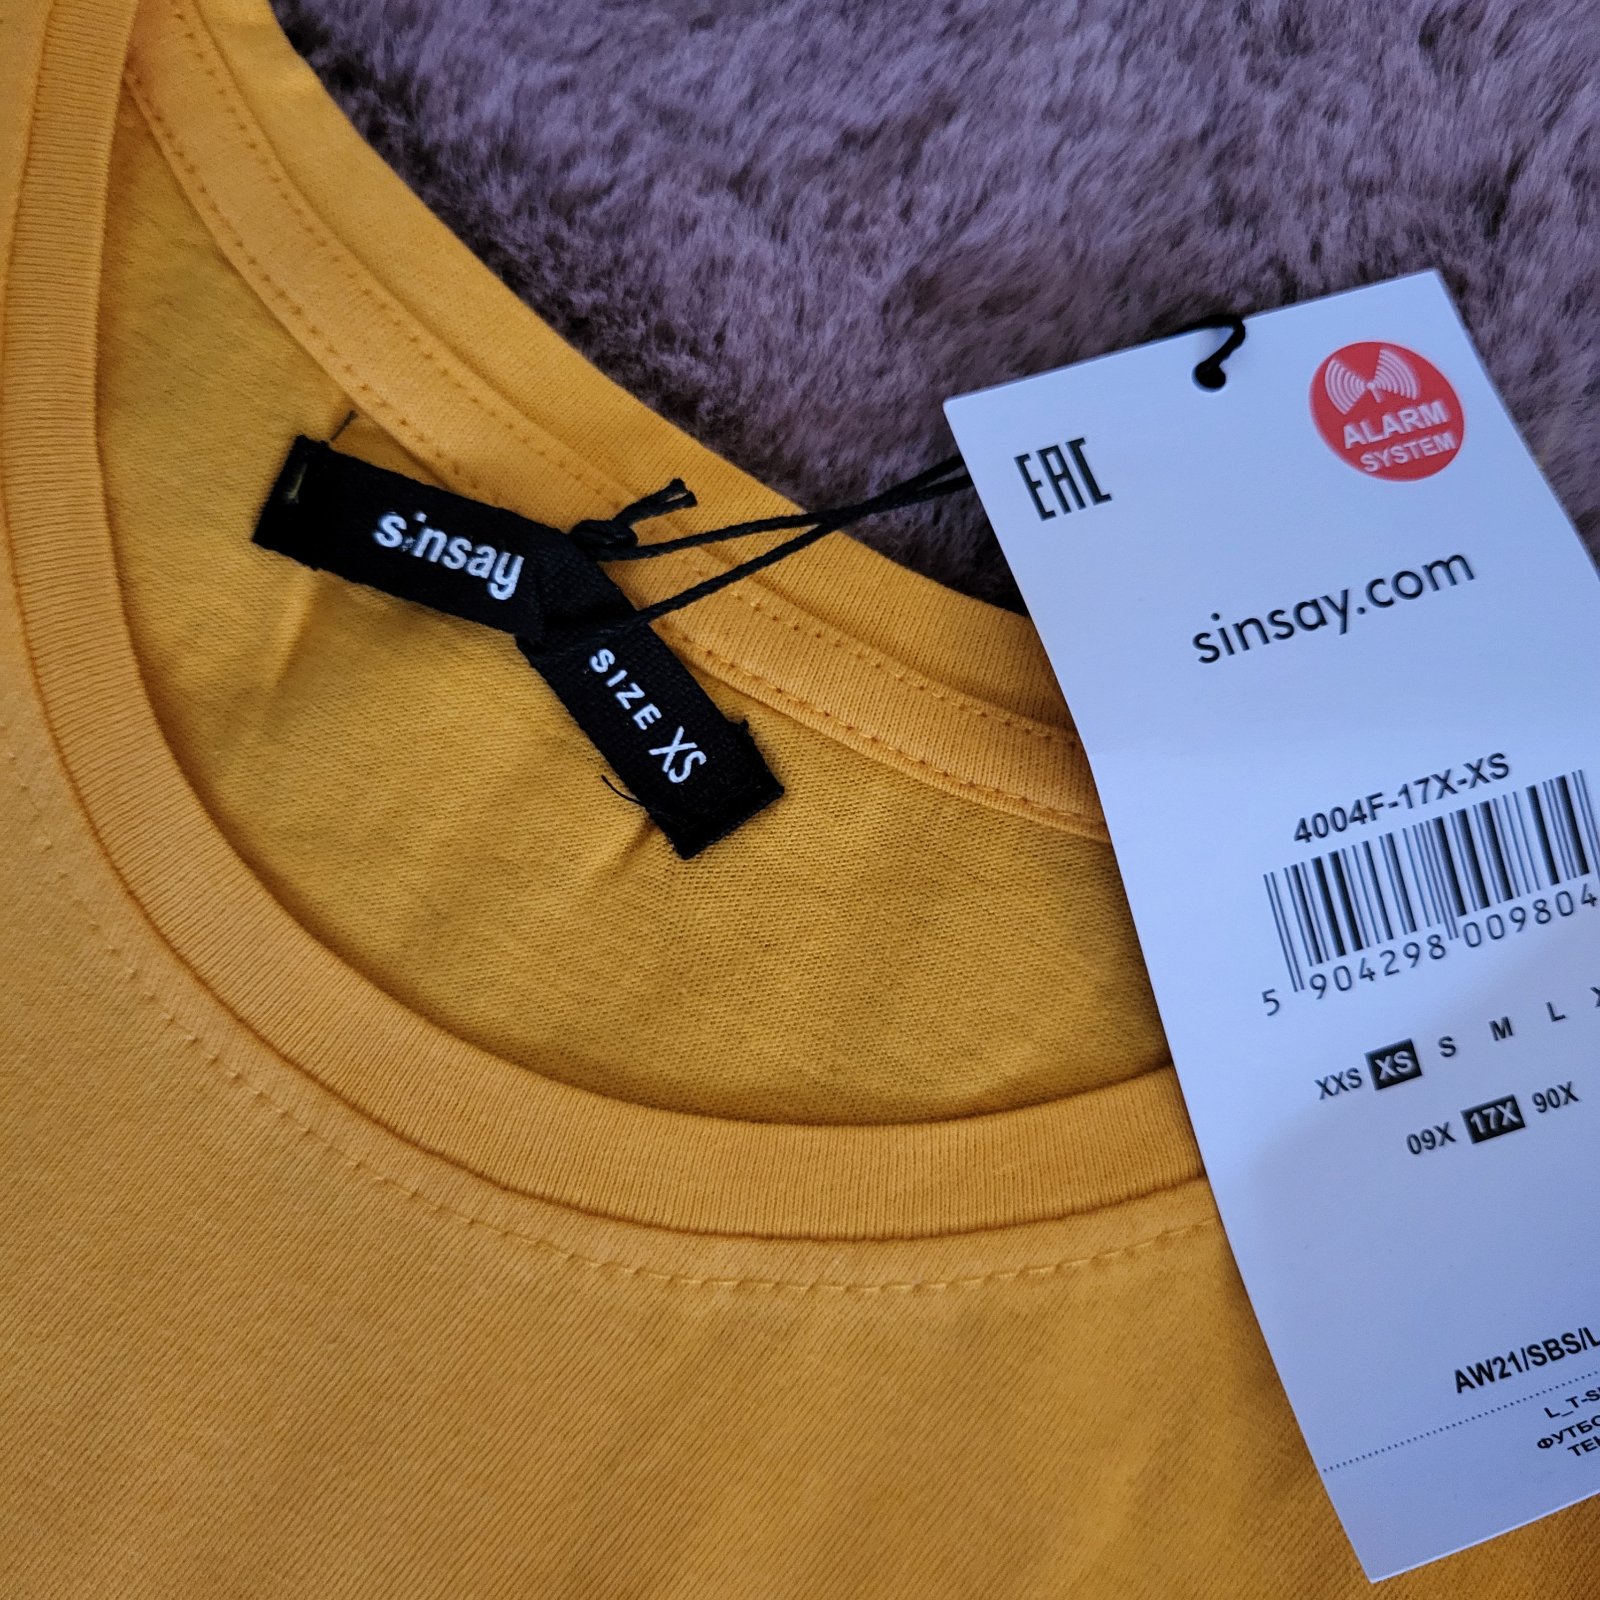 sinsay
SIZE XS
EAC
ALARM
SYSTEM
sinsay.com
4004F-17X-XS
5 904298 009804
XXS XS S M L
09X 17X 90X
AW21/SBS/L